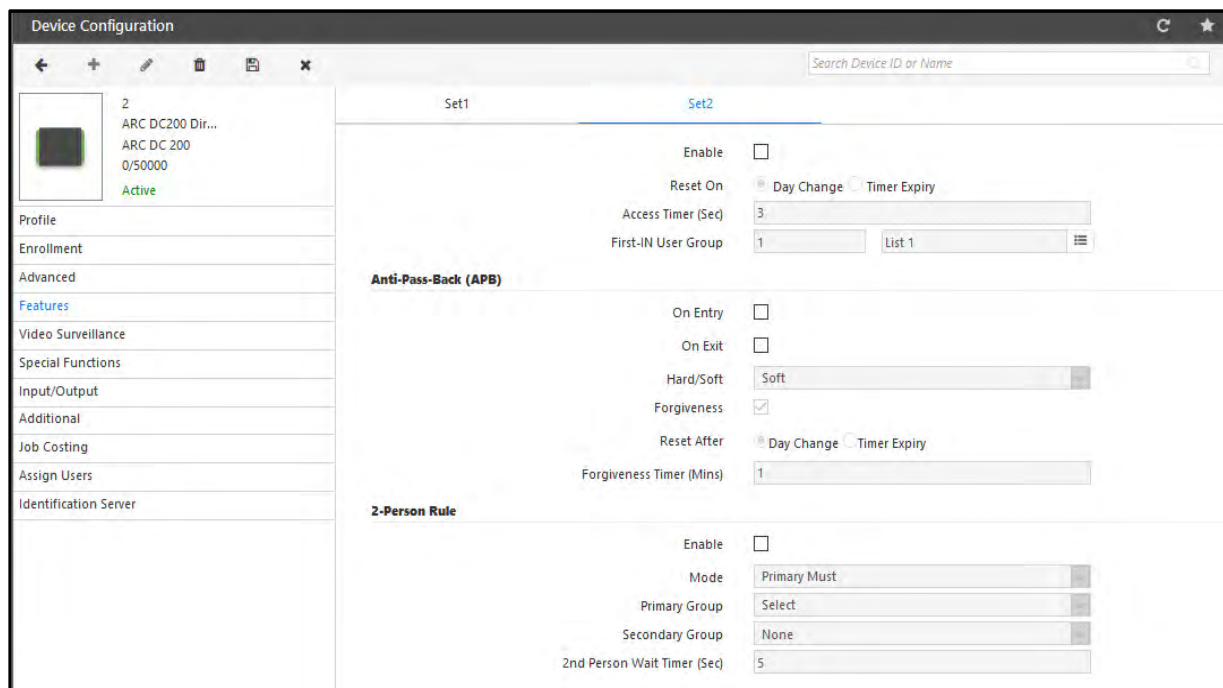 Device Configuration
Search Device ID or Name
2
ARC DC200 Dir...
ARC DC 200
0/50000
Active
Profile
Enrollment
Advanced
Features
Video Surveillance
Special Functions
Input/Output
Additional
Job Costing
Assign Users
Identification Server
Set1 Set2
Enable
Reset On Day Change Timer Expiry
Access Timer (Sec) 3
First-IN User Group 1 List 1
Anti-Pass-Back (APB)
On Entry
On Exit
Hard/Soft Soft
Forgiveness
Reset After Day Change Timer Expiry
Forgiveness Timer (Mins) 1
2-Person Rule
Enable
Mode Primary Must
Primary Group Select
Secondary Group None
2nd Person Wait Timer (Sec) 5